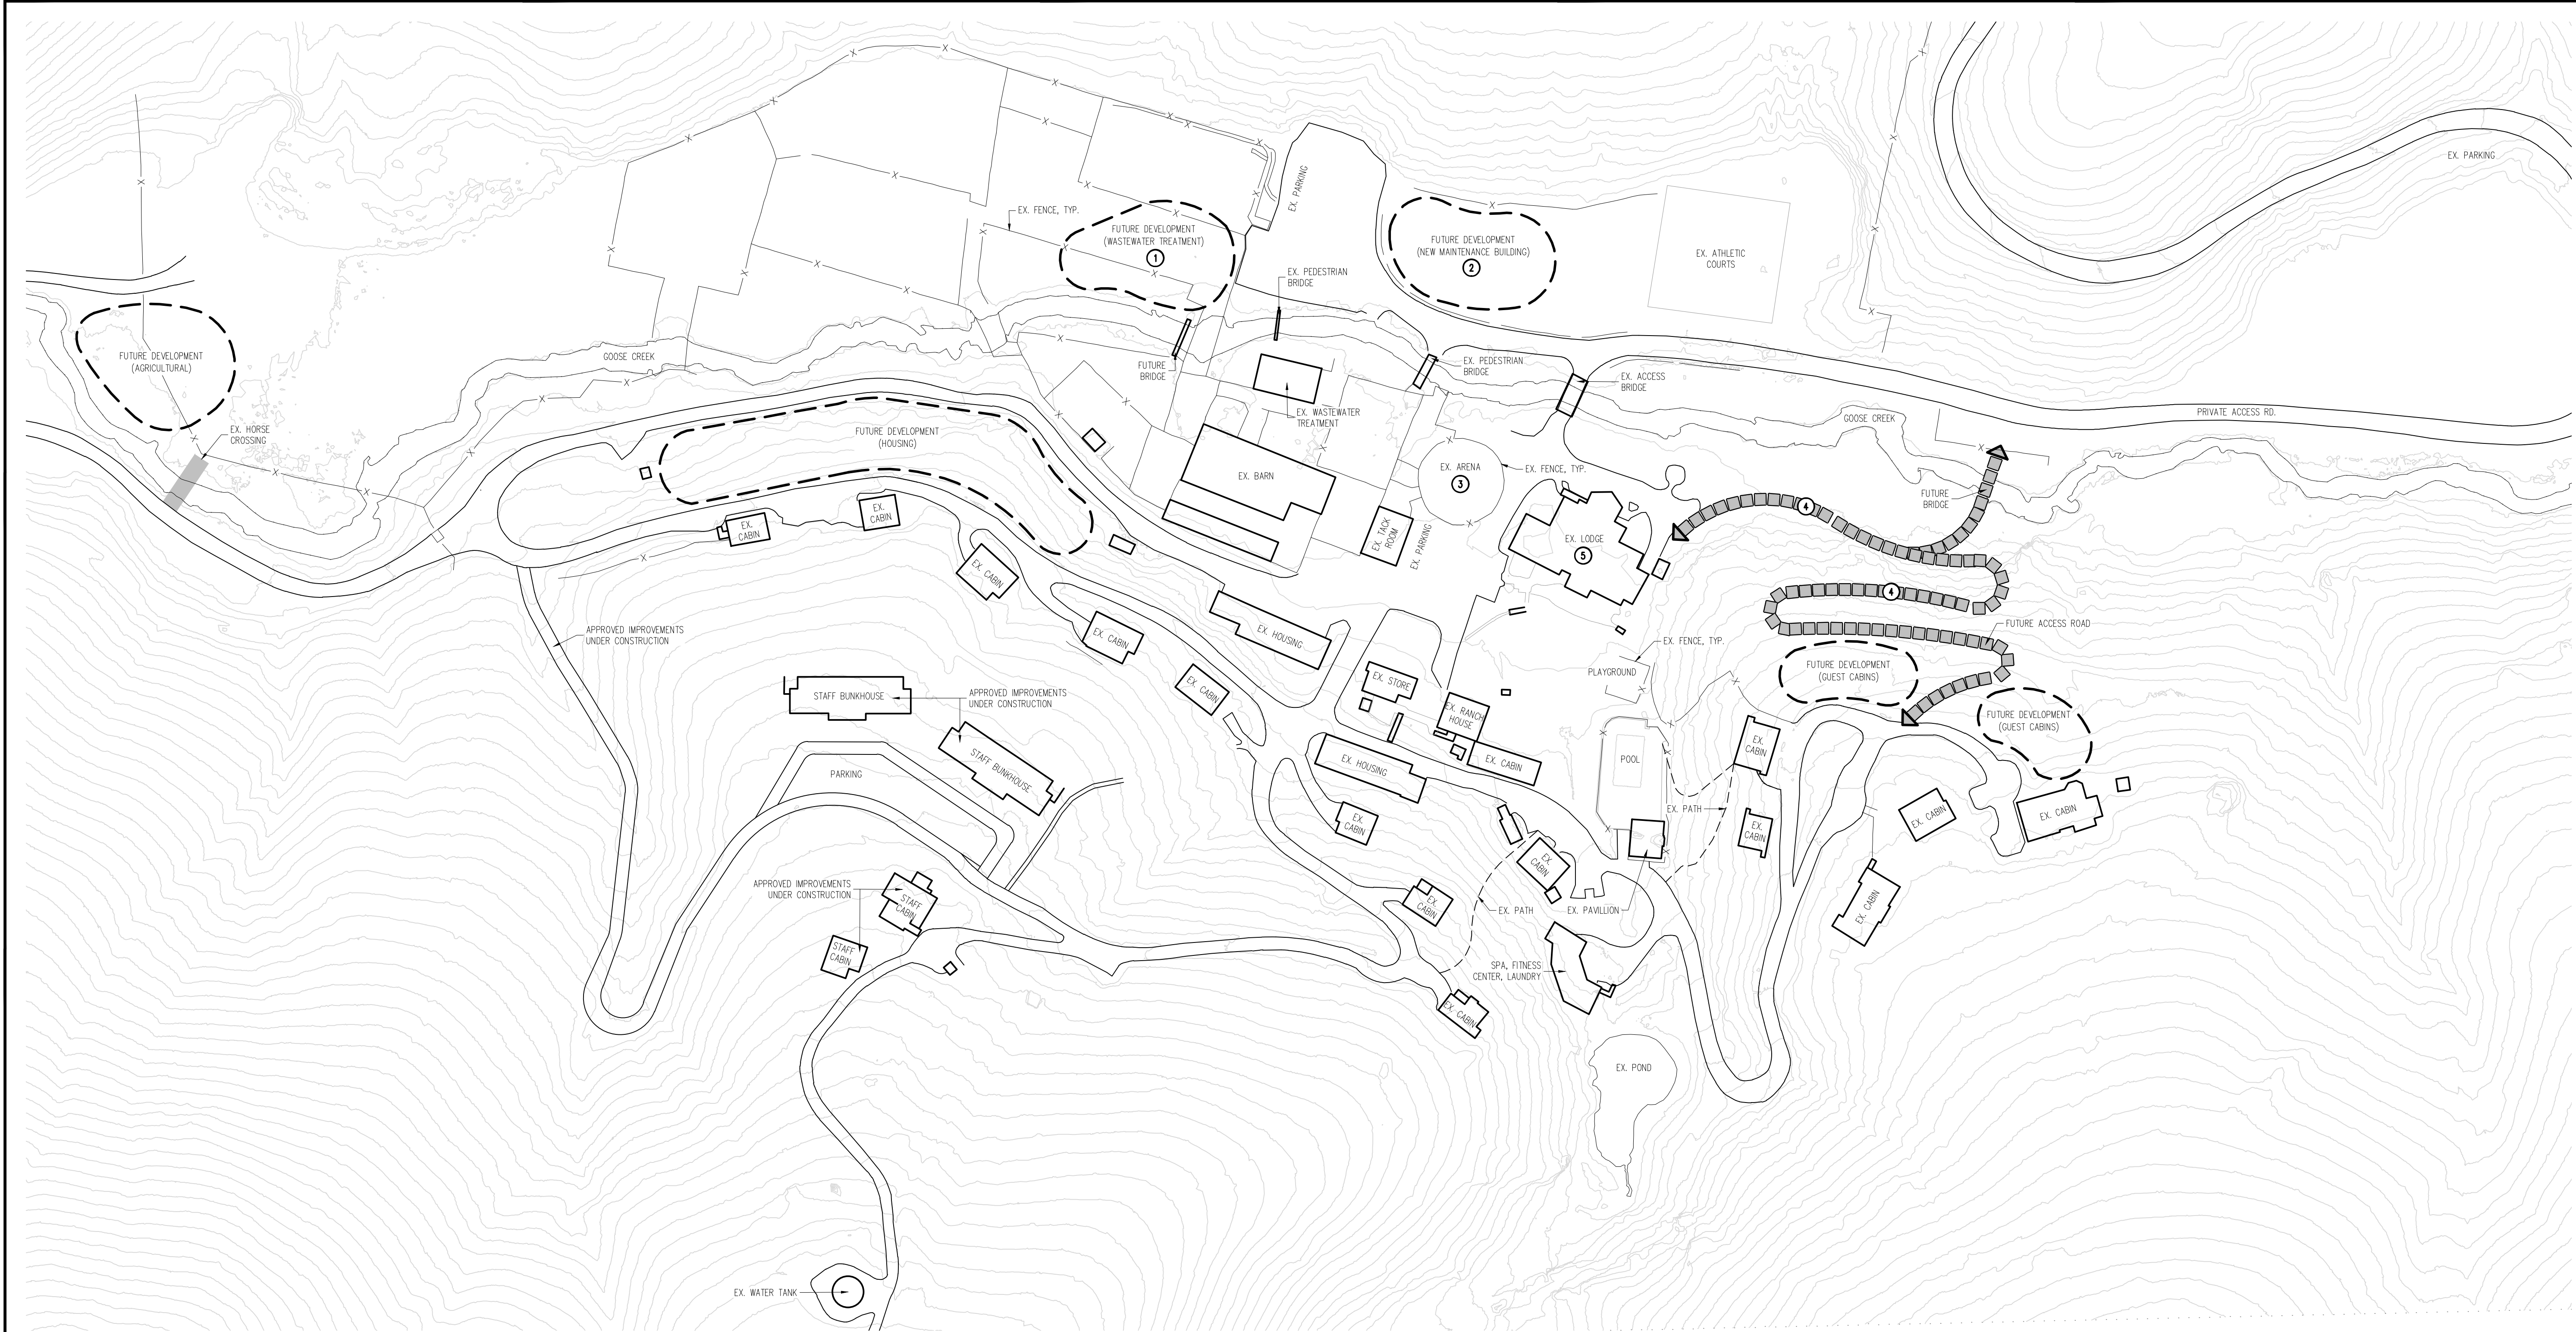 EX. PARKING
EX. PARKING
EX. FENCE, TYP.
FUTURE DEVELOPMENT
(WASTEWATER TREATMENT)
1
FUTURE DEVELOPMENT
(NEW MAINTENANCE BUILDING)
2
EX. ATHLETIC
COURTS
EX. PEDESTRIAN
BRIDGE
FUTURE DEVELOPMENT
(AGRICULTURAL)
GOOSE CREEK
FUTURE
BRIDGE
EX. PEDESTRIAN
BRIDGE
EX. ACCESS
BRIDGE
EX. WASTEWATER
TREATMENT
GOOSE CREEK
PRIVATE ACCESS RD.
EX. HORSE
CROSSING
FUTURE DEVELOPMENT
(HOUSING)
EX. BARN
EX. ARENA
3
EX. FENCE, TYP.
FUTURE
BRIDGE
4
EX. CABIN
EX. CABIN
EX. TACK
ROOM
EX. PARKING
EX. LODGE
5
EX. CABIN
4
APPROVED IMPROVEMENTS
UNDER CONSTRUCTION
EX. CABIN
EX. HOUSING
EX. FENCE, TYP.
FUTURE ACCESS ROAD
PLAYGROUND
FUTURE DEVELOPMENT
(GUEST CABINS)
EX. CABIN
EX. STORE
STAFF BUNKHOUSE
APPROVED IMPROVEMENTS
UNDER CONSTRUCTION
EX. RANCH
HOUSE
FUTURE DEVELOPMENT
(GUEST CABINS)
STAFF BUNKHOUSE
PARKING
EX. HOUSING
EX. CABIN
POOL
EX.
CABIN
EX. PATH
EX.
CABIN
EX.
CABIN
EX. CABIN
EX. CABIN
EX.
CABIN
APPROVED IMPROVEMENTS
UNDER CONSTRUCTION
STAFF
CABIN
EX.
CABIN
EX. PATH
EX. PAVILLION
EX. CABIN
STAFF
CABIN
SPA, FITNESS
CENTER, LAUNDRY
EX. CABIN
EX. POND
EX. WATER TANK